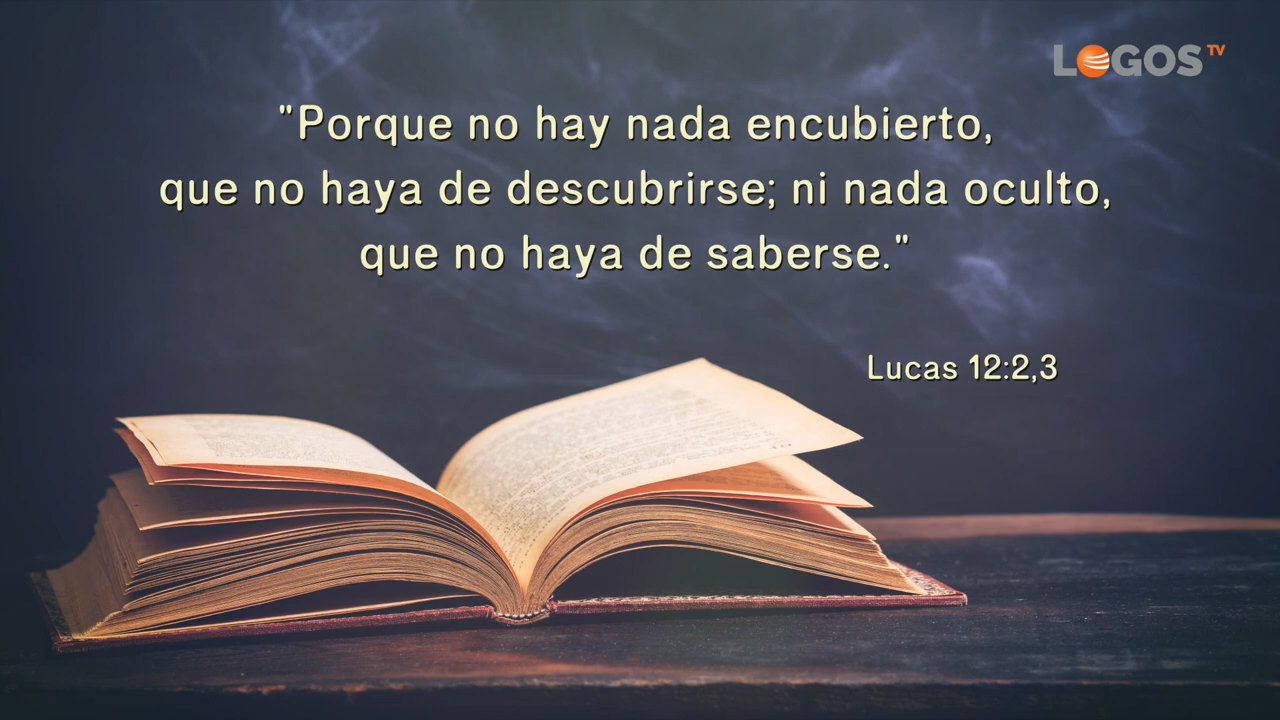 LOGOS TV
"Porque no hay nada encubierto,
que no haya de descubrirse; ni nada oculto,
que no haya de saberse."
Lucas 12:2,3